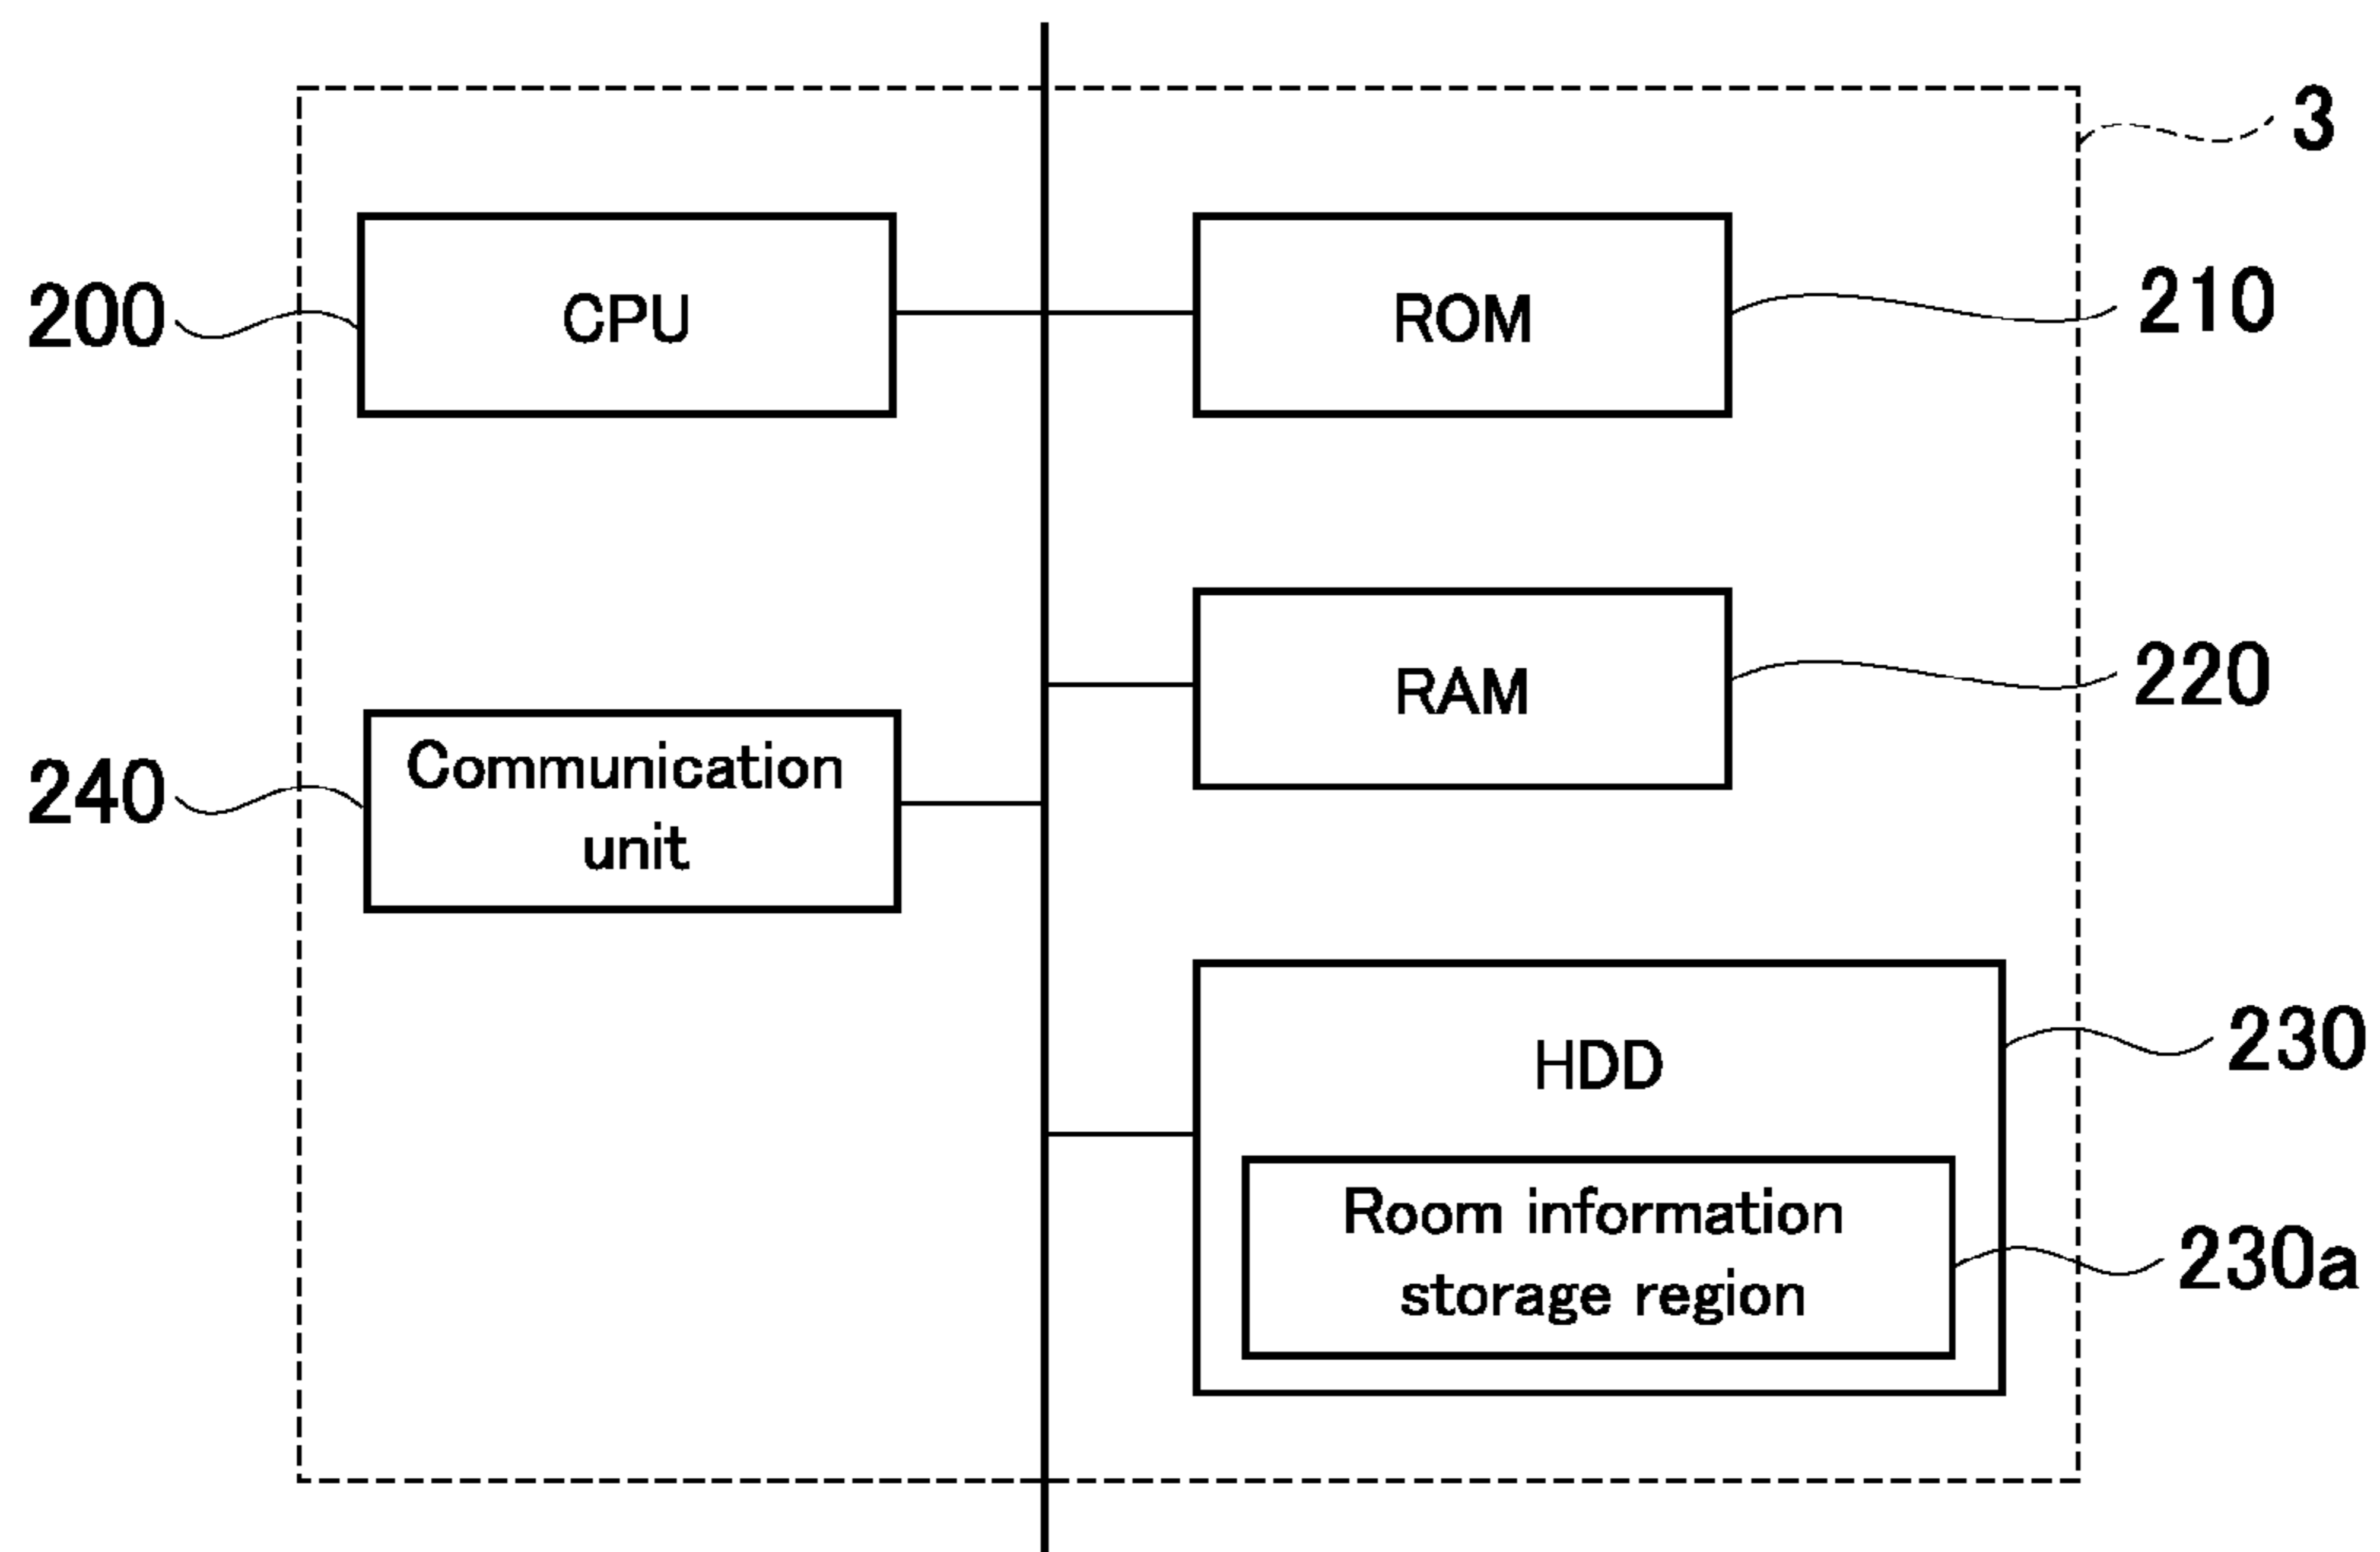 3
200
CPU
ROM
210
RAM
220
240
Communication
unit
HDD
230
Room information
storage region
230a